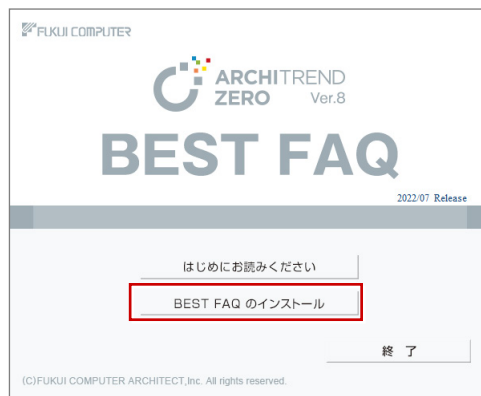 FUKUI COMPUTER
ARCHITREND
ZERO Ver.8
BEST FAQ
2022/07 Release
はじめにお読みください
BEST FAQ のインストール
終 了
(C)FUKUI COMPUTER ARCHITECT,Inc. All rights reserved.